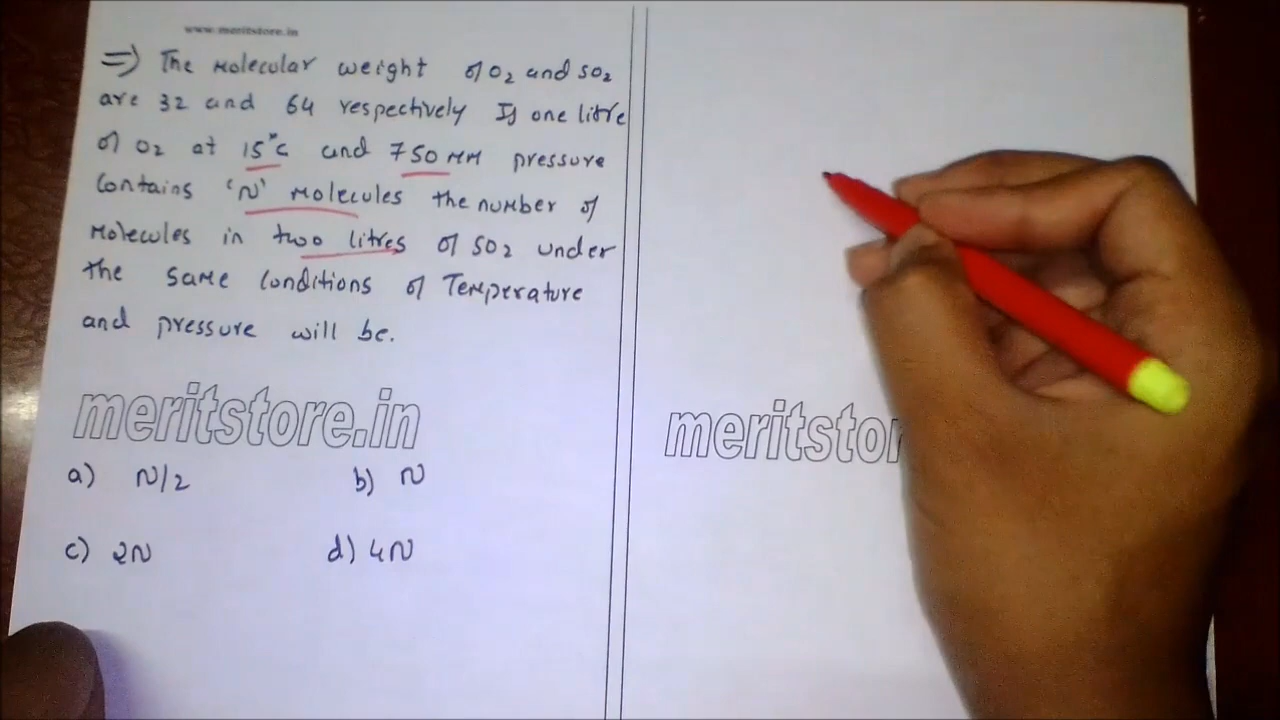 www.meritstore.in
=) The Molecular weight of O2 and SO2
are 32 and 64 respectively If one litre
of O2 at 15°C and 750 MM pressure
Contains 'N' Molecules the number of
Molecules in two litres of SO2 under
the same Conditions of Temperature
and pressure will be.
meritstore.in
a) N/2 b) N
c) 2N d) 4N
meritstor